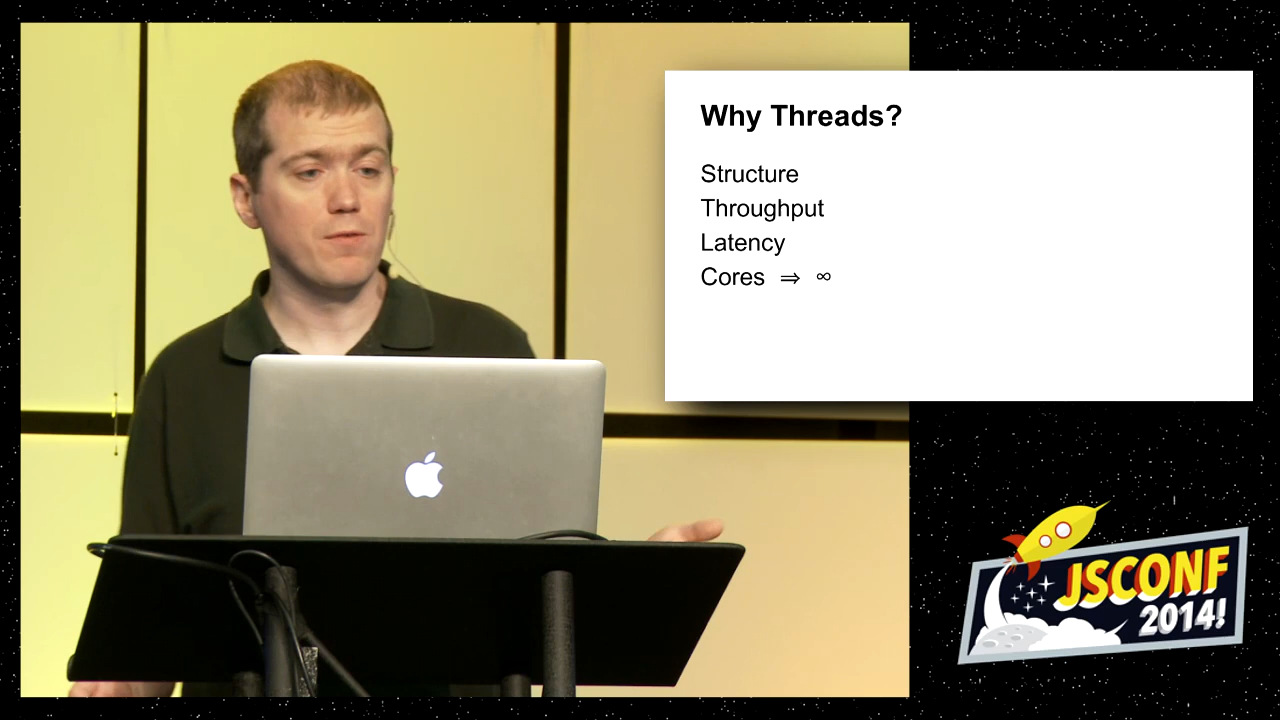 Why Threads?
Structure
Throughput
Latency
Cores ⇒ ∞
JSCONF
2014!